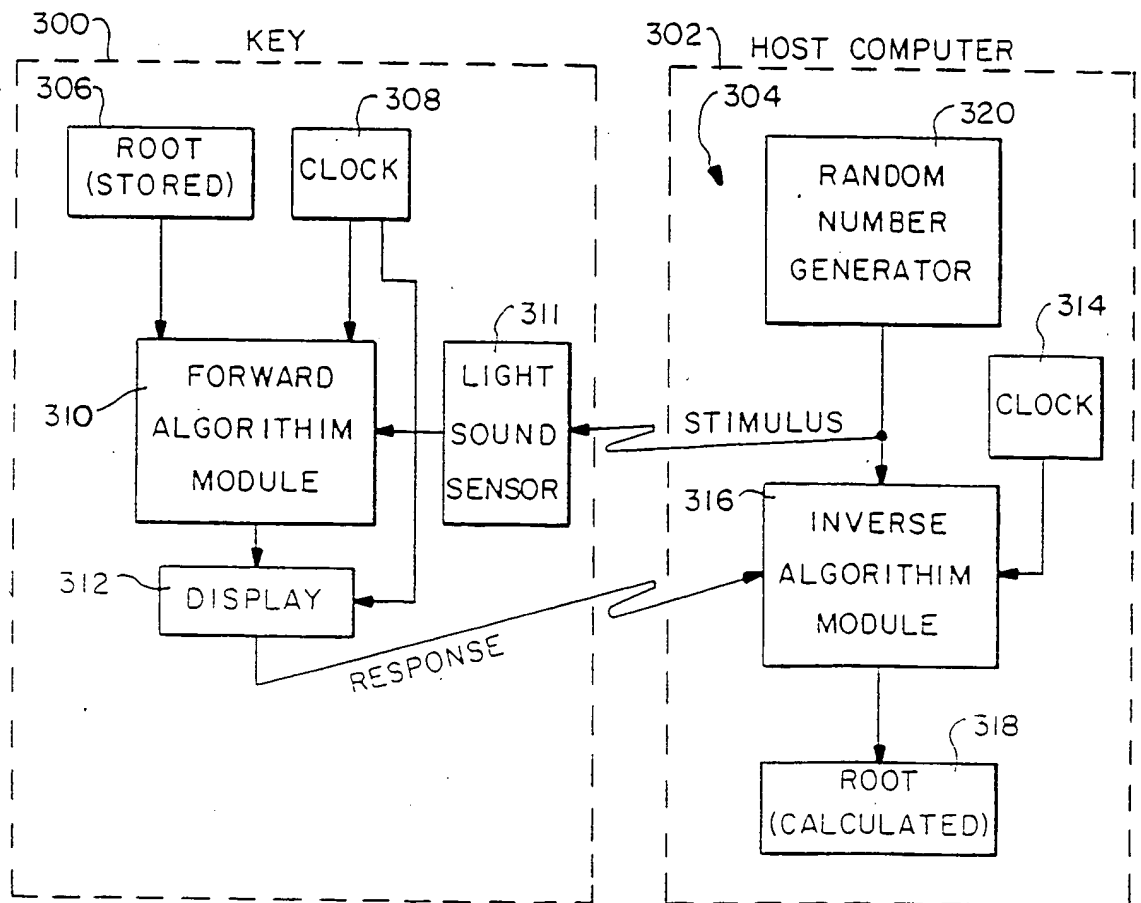 300
KEY
306
ROOT
(STORED)
308
CLOCK
310
FORWARD
ALGORITHIM
MODULE
311
LIGHT
SOUND
SENSOR
312
DISPLAY
RESPONSE
STIMULUS
302
HOST COMPUTER
304
320
RANDOM
NUMBER
GENERATOR
314
CLOCK
316
INVERSE
ALGORITHIM
MODULE
318
ROOT
(CALCULATED)